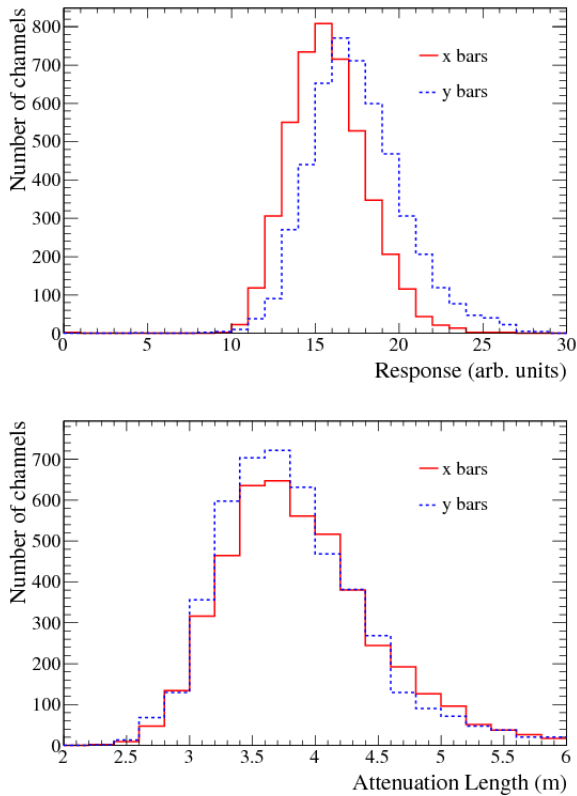 Number of channels
800
700
600
500
400
300
200
100
0
x bars
y bars
0 5 10 15 20 25 30
Response (arb. units)
Number of channels
700
600
500
400
300
200
100
0
x bars
y bars
2 2.5 3 3.5 4 4.5 5 5.5 6
Attenuation Length (m)